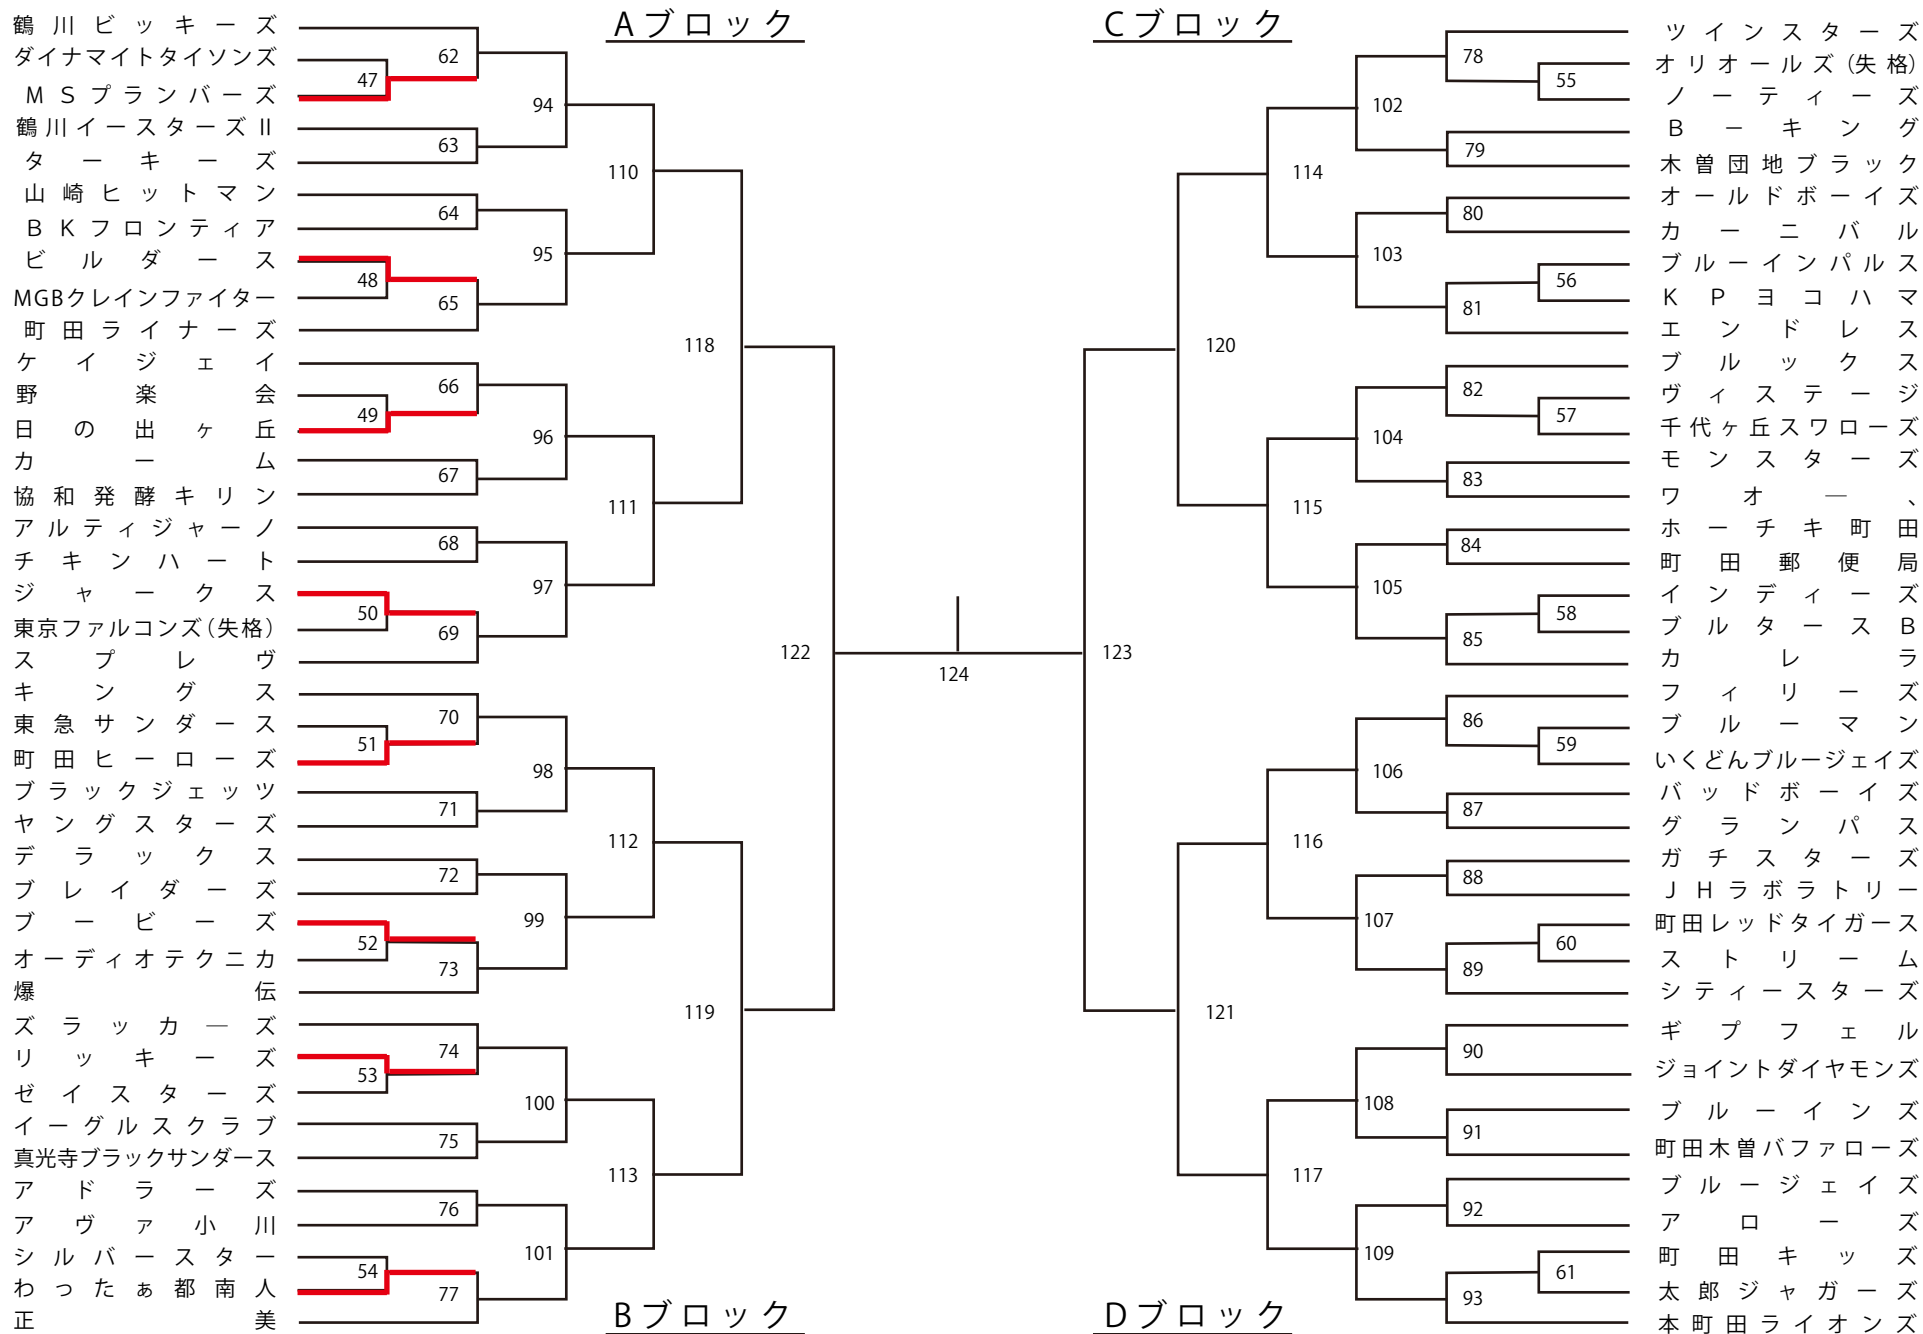 Aブロック
鶴川ビッキーズ
ダイナマイトタイソンズ
MSプランバーズ
鶴川イースターズⅡ
ターキーズ
山崎ヒットマン
BKフロンティア
ビルダース
MGBクレインファイター
町田ライナーズ
ケイジェイ
野楽会
日の出ヶ丘
カーム
協和発酵キリン
アルティジャーノ
チキンハート
ジャークス
東京ファルコンズ(失格)
スプレヴ
キングス
東急サンダース
町田ヒーローズ
ブラックジェッツ
ヤングスターズ
デラックス
ブレイダーズ
ブービーズ
オーディオテクニカ
爆伝
ズラッカ―ズ
リッキーズ
ゼイスターズ
イーグルスクラブ
真光寺ブラックサンダース
アドラーズ
アヴァ小川
シルバースター
わったぁ都南人
正美
Bブロック
47
48
49
50
51
52
53
54
62
63
64
65
66
67
68
69
70
71
72
73
74
75
76
77
94
95
96
97
98
99
100
101
110
111
112
113
118
119
122
124
123
120
121
114
115
116
117
102
103
104
105
106
107
108
109
78
79
80
81
82
83
84
85
86
87
88
89
90
91
92
93
55
56
57
58
59
60
61
Cブロック
ツインスターズ
オリオールズ(失格)
ノーティーズ
B－キング
木曽団地ブラック
オールドボーイズ
カーニバル
ブルーインパルス
KPヨコハマ
エンドレス
ブルックス
ヴィステージ
千代ヶ丘スワローズ
モンスターズ
ワオ―、
ホーチキ町田
町田郵便局
インディーズ
ブルタースB
カレラ
フィリーズ
ブルーマン
いくどんブルージェイズ
バッドボーイズ
グランパス
ガチスターズ
JHラボラトリー
町田レッドタイガース
ストリーム
シティースターズ
ギプフェル
ジョイントダイヤモンズ
ブルーインズ
町田木曽バファローズ
ブルージェイズ
アローズ
町田キッズ
太郎ジャガーズ
本町田ライオンズ
Dブロック